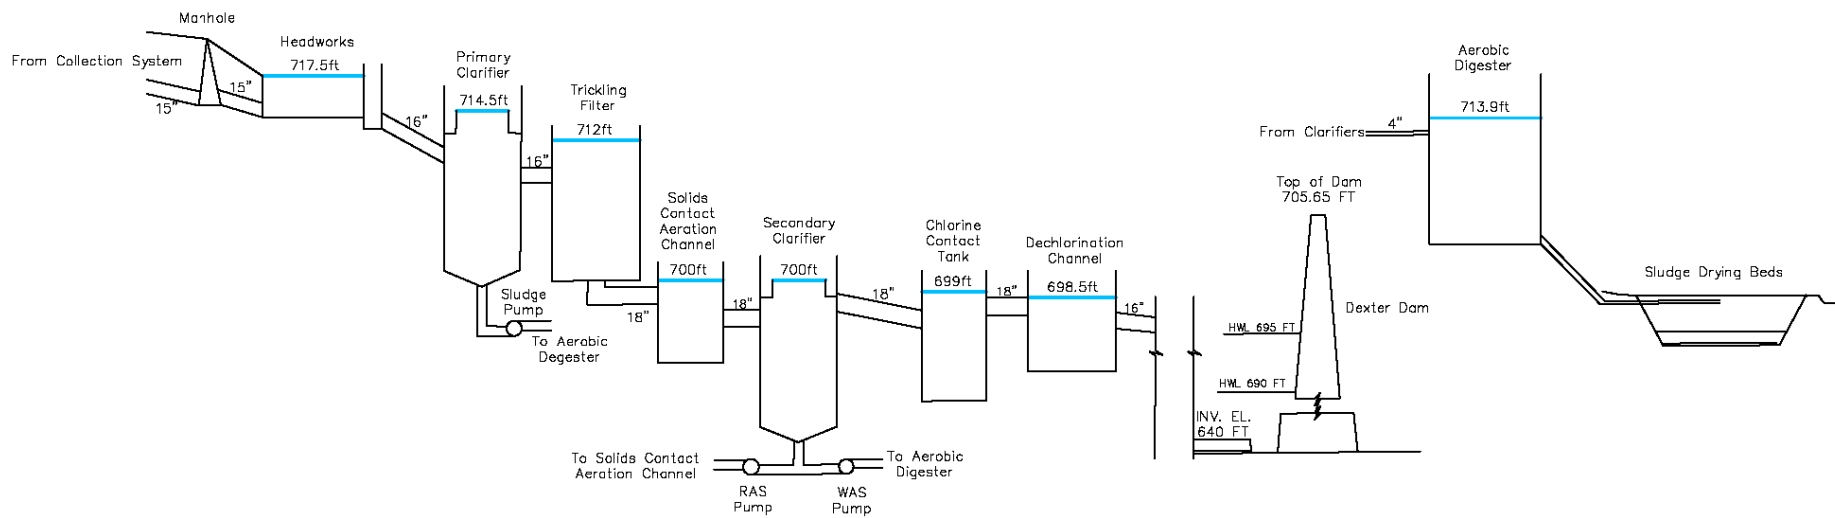 Manhole
From Collection System
15"
15"
Headworks
717.5ft
16"
Primary
Clarifier
714.5ft
16"
Trickling
Filter
712ft
18"
Sludge
Pump
To Aerobic
Degester
Solids
Contact
Aeration
Channel
700ft
18"
Secondary
Clarifier
700ft
18"
To Solids Contact
Aeration Channel
RAS
Pump
WAS
Pump
To Aerobic
Digester
Chlorine
Contact
Tank
699ft
18"
Dechlorination
Channel
698.5ft
16"
INV. EL.
640 FT
HWL 695 FT
HWL 690 FT
Top of Dam
705.65 FT
Dexter Dam
From Clarifiers
4"
Aerobic
Digester
713.9ft
Sludge Drying Beds